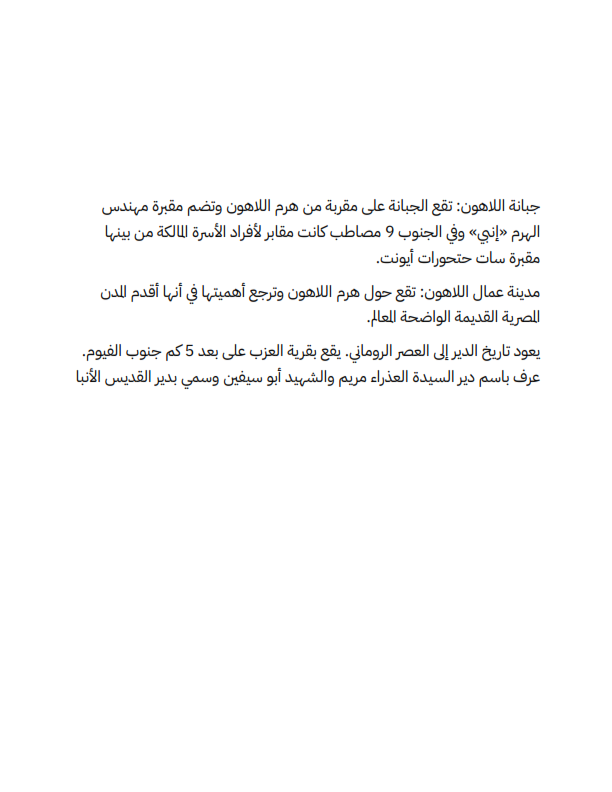 جبانة اللاهون: تقع الجبانة على مقربة من هرم اللاهون وتضم مقبرة مهندس
الهرم «إنبي» وفي الجنوب 9 مصاطب كانت مقابر لأفراد الأسرة المالكة من بينها
مقبرة سات حتحورات أيونت.
مدينة عمال اللاهون: تقع حول هرم اللاهون وترجع أهميتها في أنها أقدم المدن
المصرية القديمة الواضحة المعالم.
يعود تاريخ الدير إلى العصر الروماني. يقع بقرية العزب على بعد 5 كم جنوب الفيوم.
عرف باسم دير السيدة العذراء مريم والشهيد أبو سيفين وسمي بدير القديس الأنبا